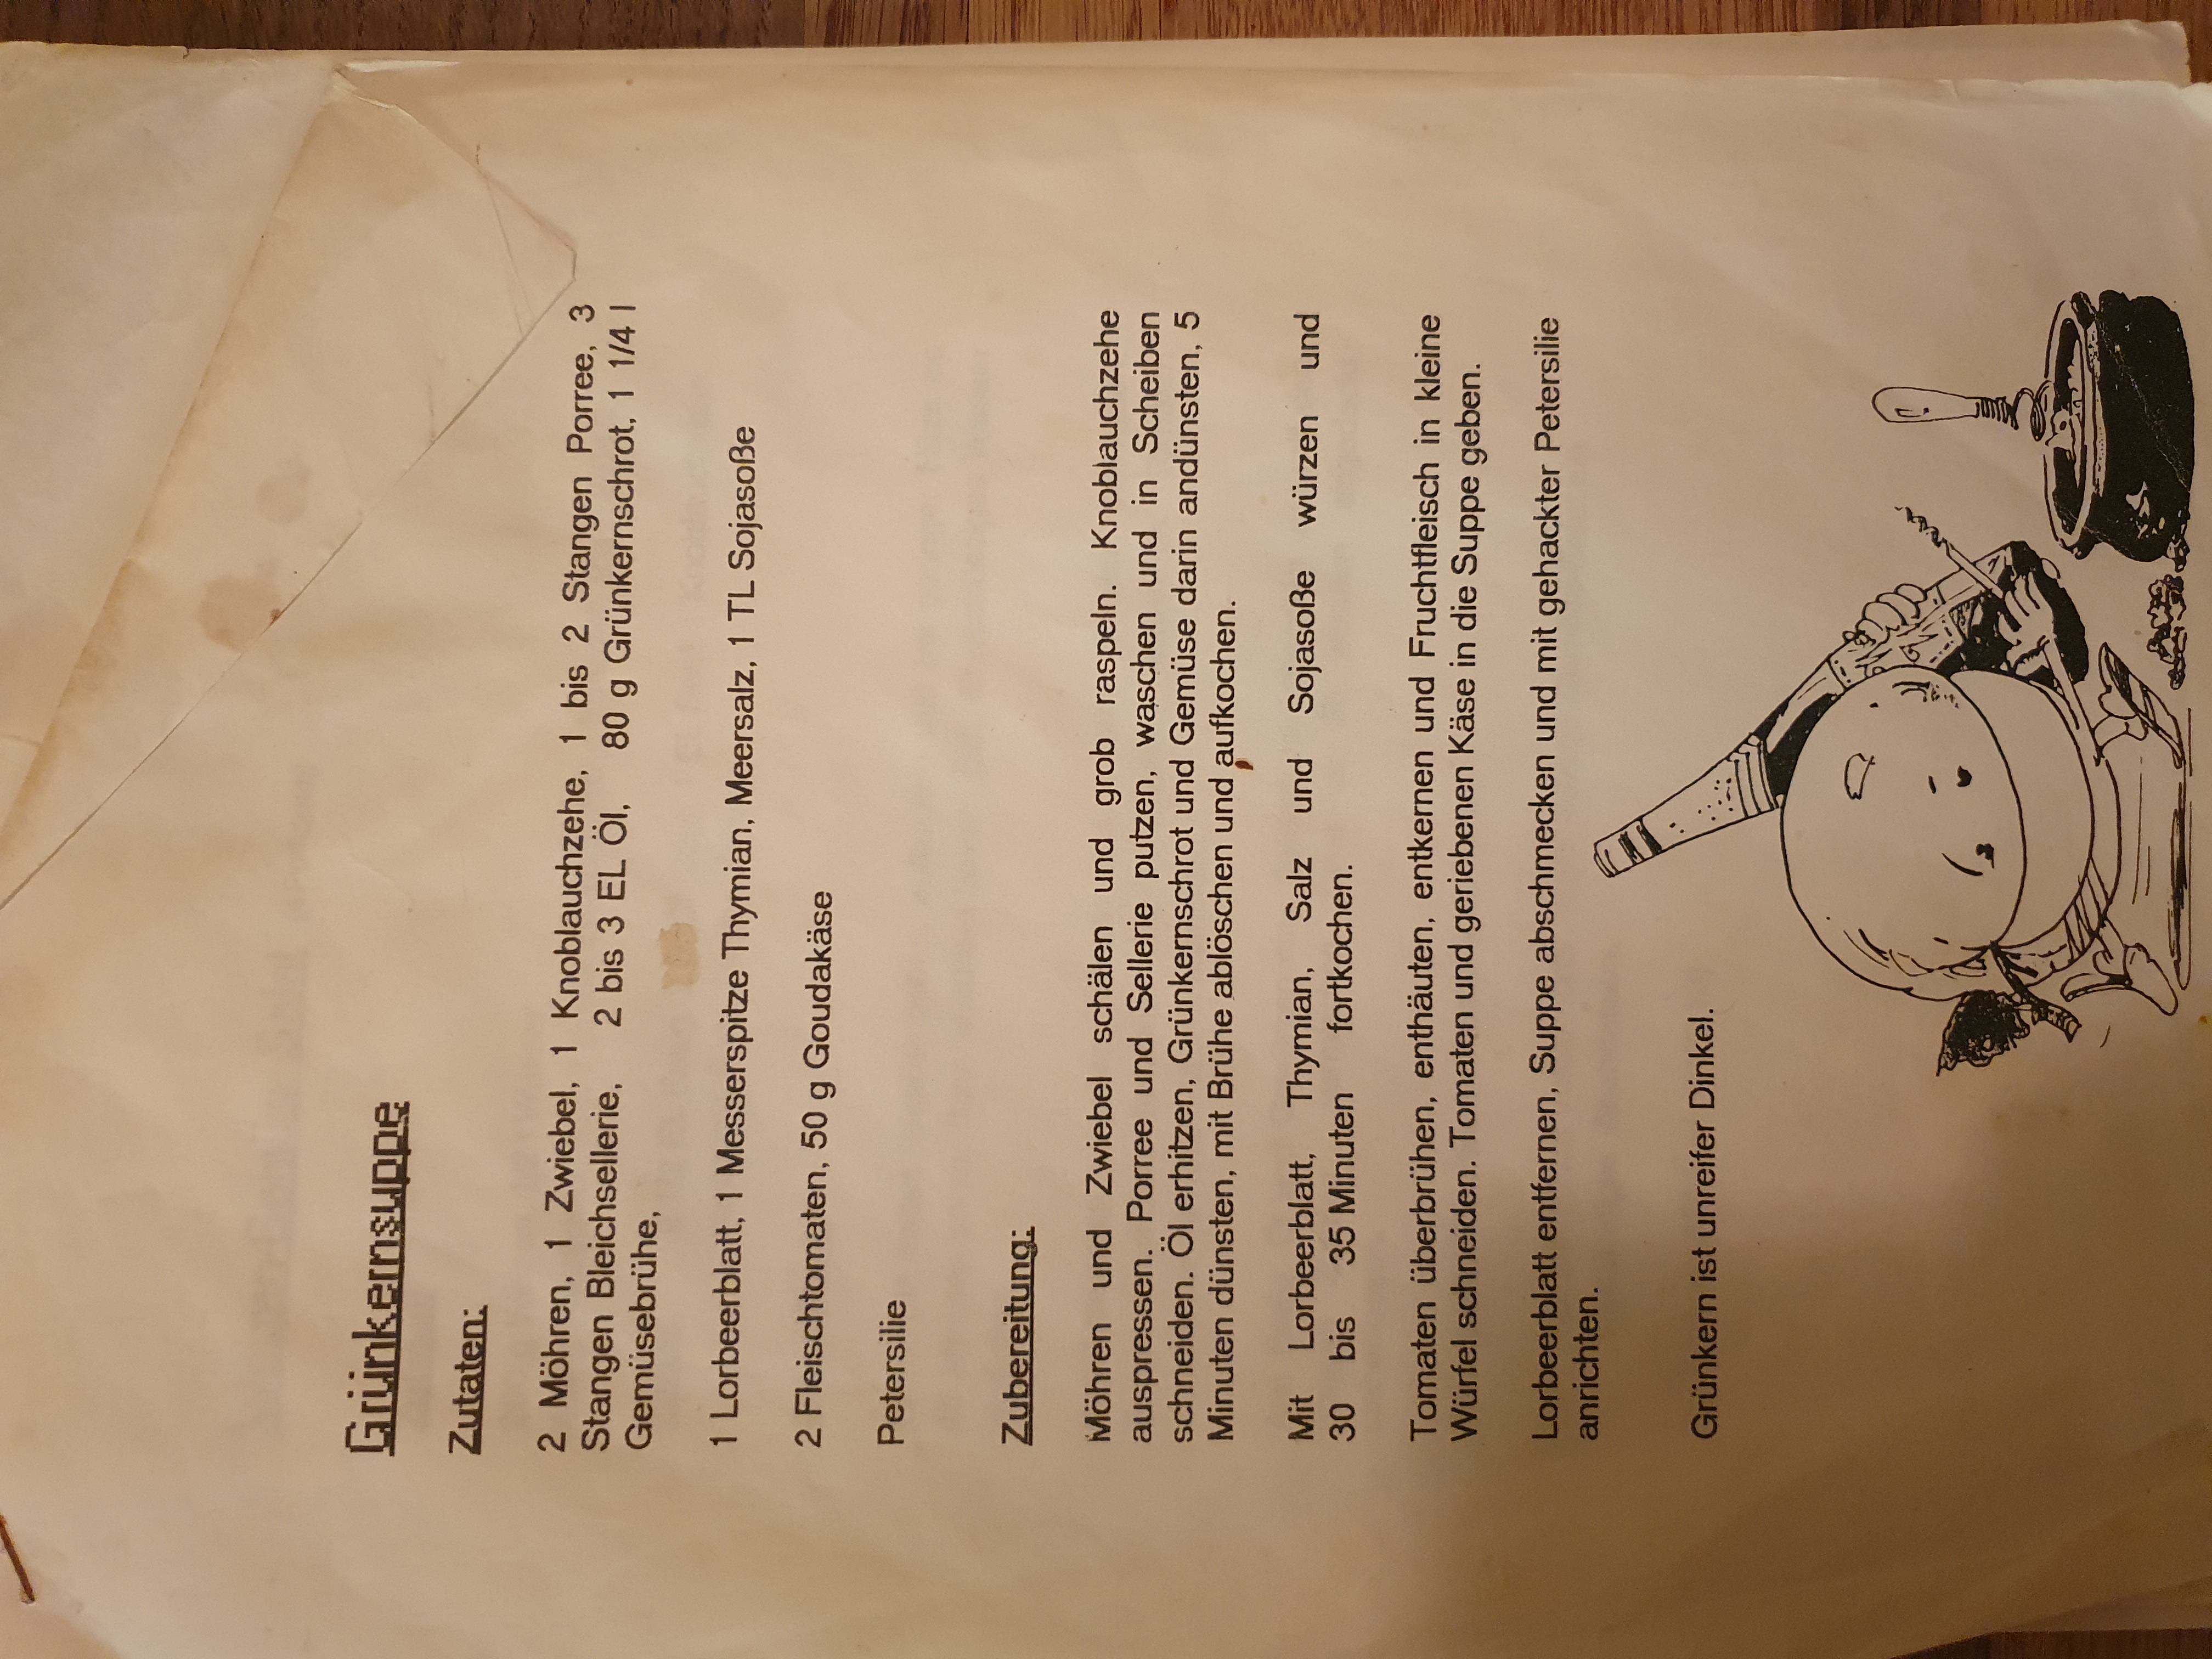 Grünkernsuppe
Zutaten:
2 Möhren, 1 Zwiebel, 1 Knoblauchzehe, 1 bis 2 Stangen Porree, 3
Stangen Bleichsellerie, 2 bis 3 EL Öl, 80 g Grünkernschrot, 1 1/4 l
Gemüsebrühe,
1 Lorbeerblatt, 1 Messerspitze Thymian, Meersalz, 1 TL Sojasoße
2 Fleischtomaten, 50 g Goudakäse
Petersilie
Zubereitung:
Möhren und Zwiebel schälen und grob raspeln. Knoblauchzehe
auspressen. Porree und Sellerie putzen, waschen und in Scheiben
schneiden. Öl erhitzen, Grünkernschrot und Gemüse darin andünsten, 5
Minuten dünsten, mit Brühe ablöschen und aufkochen.
Mit Lorbeerblatt, Thymian, Salz und Sojasoße würzen und
30 bis 35 Minuten fortkochen.
Tomaten überbrühen, enthäuten, entkernen und Fruchtfleisch in kleine
Würfel schneiden. Tomaten und geriebenen Käse in die Suppe geben.
Lorbeerblatt entfernen, Suppe abschmecken und mit gehackter Petersilie
anrichten.
Grünkern ist unreifer Dinkel.